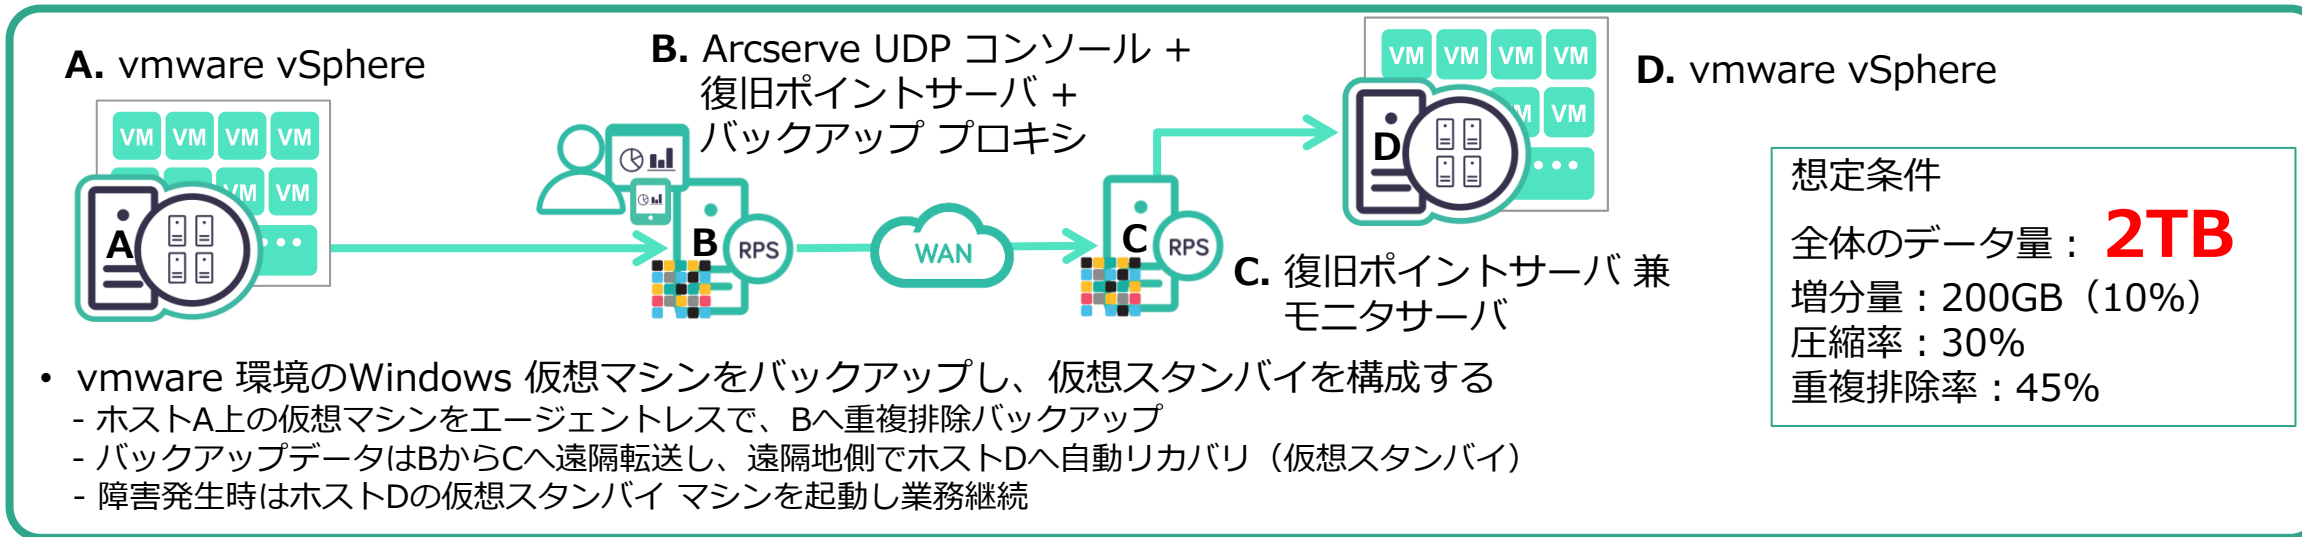 A. vmware vSphere
VM VM VM VM
VM VM
A
B. Arcserve UDP コンソール +
復旧ポイントサーバ +
バックアップ プロキシ
B RPS
WAN
C RPS
C. 復旧ポイントサーバ 兼
モニタサーバ
VM VM VM VM
VM VM
D
D. vmware vSphere
想定条件
全体のデータ量： 2TB
増分量：200GB（10%）
圧縮率：30%
重複排除率：45%
• vmware 環境のWindows 仮想マシンをバックアップし、仮想スタンバイを構成する
- ホストA上の仮想マシンをエージェントレスで、Bへ重複排除バックアップ
- バックアップデータはBからCへ遠隔転送し、遠隔地側でホストDへ自動リカバリ（仮想スタンバイ）
- 障害発生時はホストDの仮想スタンバイ マシンを起動し業務継続